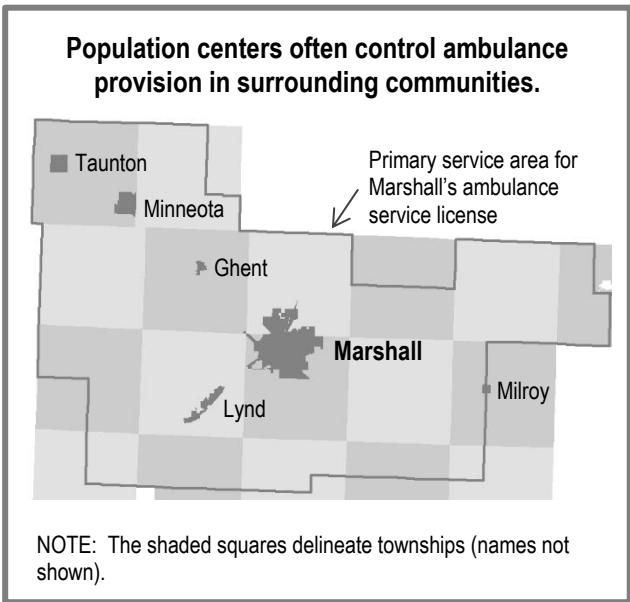 Population centers often control ambulance
provision in surrounding communities.
Taunton
Primary service area for
Marshall's ambulance
service license
Minneota
Ghent
Marshall
Milroy
Lynd
NOTE:  The shaded squares delineate townships (names not
shown).